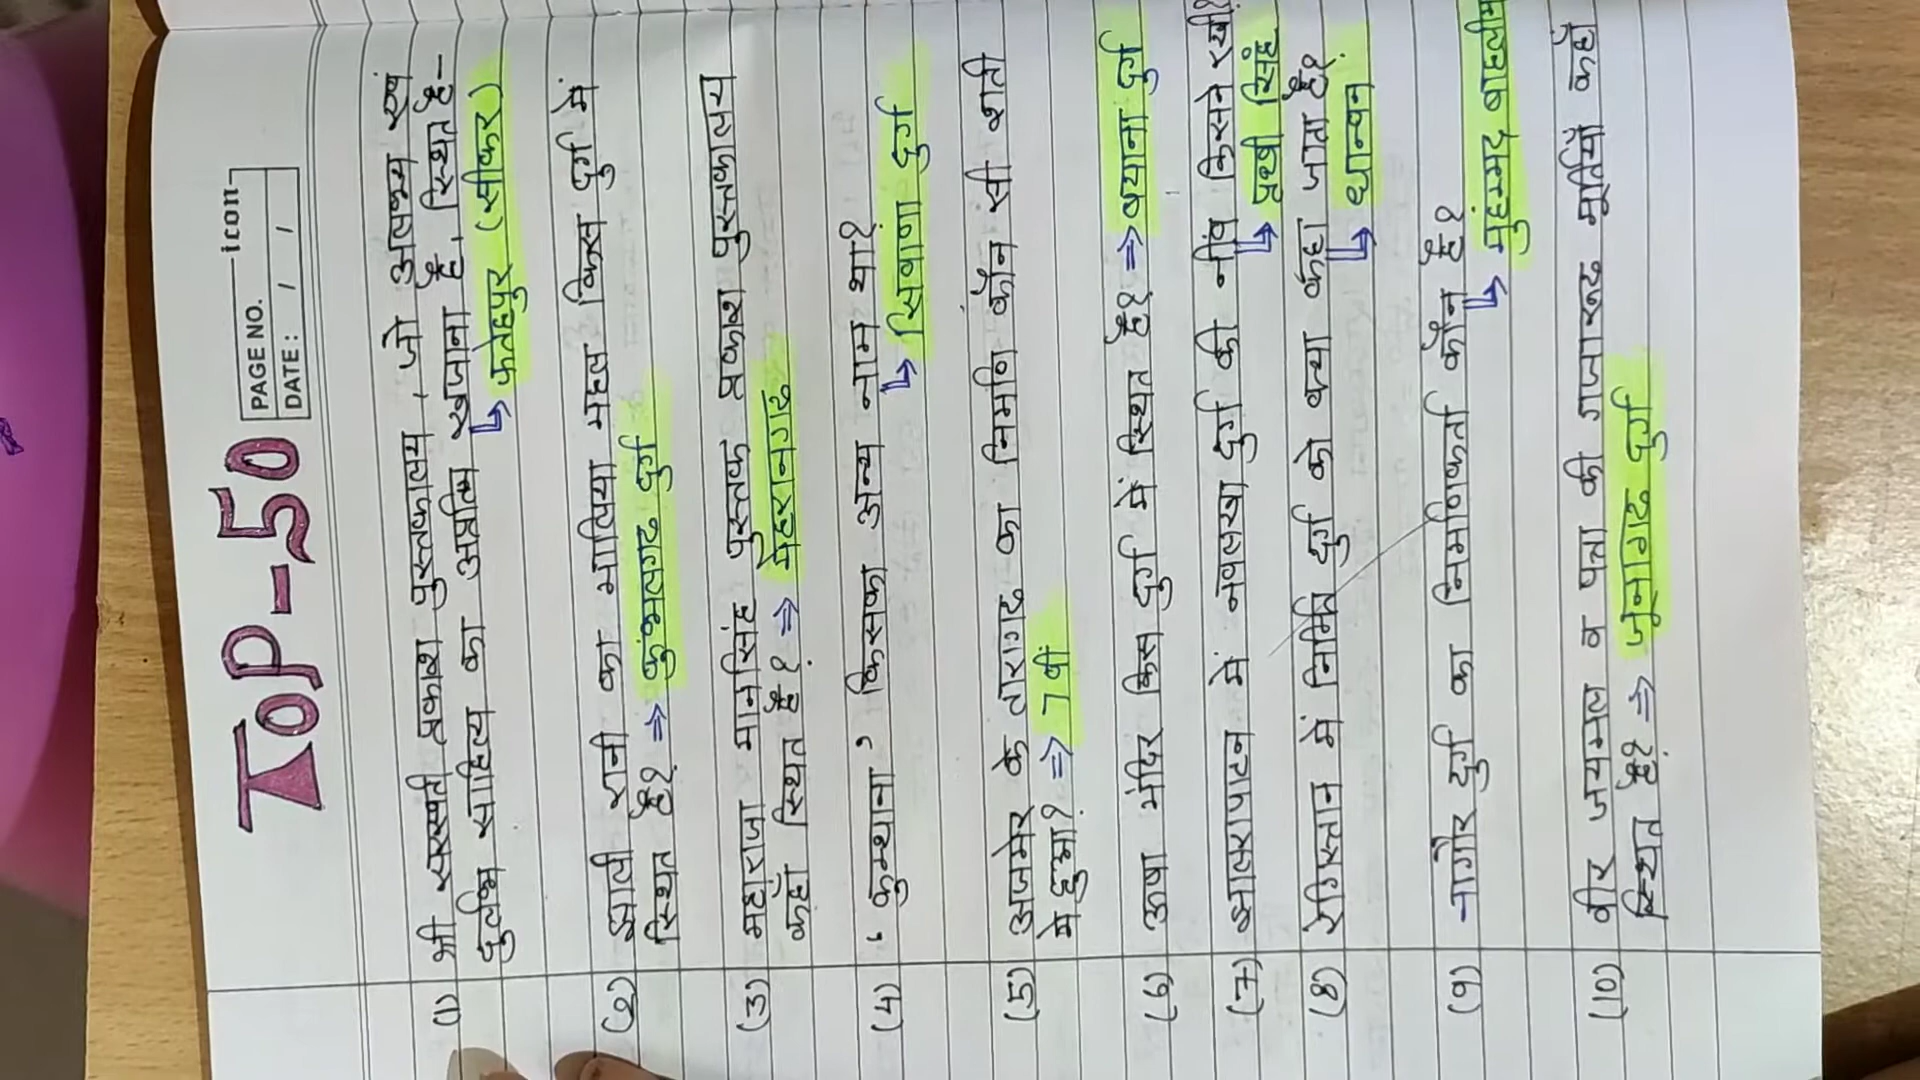 TOP-50
icon
PAGE NO.
DATE: / /
(1) श्री सरस्वती प्रकाश पुस्तकालय, जो अलभ्य एवं
दुर्लभ साहित्य का अप्रतिम खजाना है, स्थित है-
↳ फतेहपुर (सीकर)
(2) झाली रानी का मालिया महल किस दुर्ग में
स्थित है? ⇒ कुंभलगढ़ दुर्ग
(3) महाराजा मानसिंह पुस्तक प्रकाश पुस्तकालय
कहाँ स्थित है? ⇒ मेहरानगढ़
(4) 'कुम्थाना' किसका अन्य नाम था?
↳ सिवाणा दुर्ग
(5) अजमेर के तारागढ़ का निर्माण कौन सी शती
में हुआ? ⇒ 7 वीं
(6) ऊषा मंदिर किस दुर्ग में स्थित है? ⇒ बयाना दुर्ग
(7) झालरापाटन में नवलखा दुर्ग की नींव किसने रखी?
↳ पृथ्वी सिंह
(8) रेगिस्तान में निर्मित दुर्ग को क्या कहा जाता है?
↳ धान्वन
(9) नागौर दुर्ग का निर्माणकर्ता कौन है?
↳ मुहम्मद बाहलीम
(10) वीर जयमल व पत्ता की गजारूढ़ मूर्तियाँ कहाँ
स्थित है? ⇒ जूनागढ़ दुर्ग